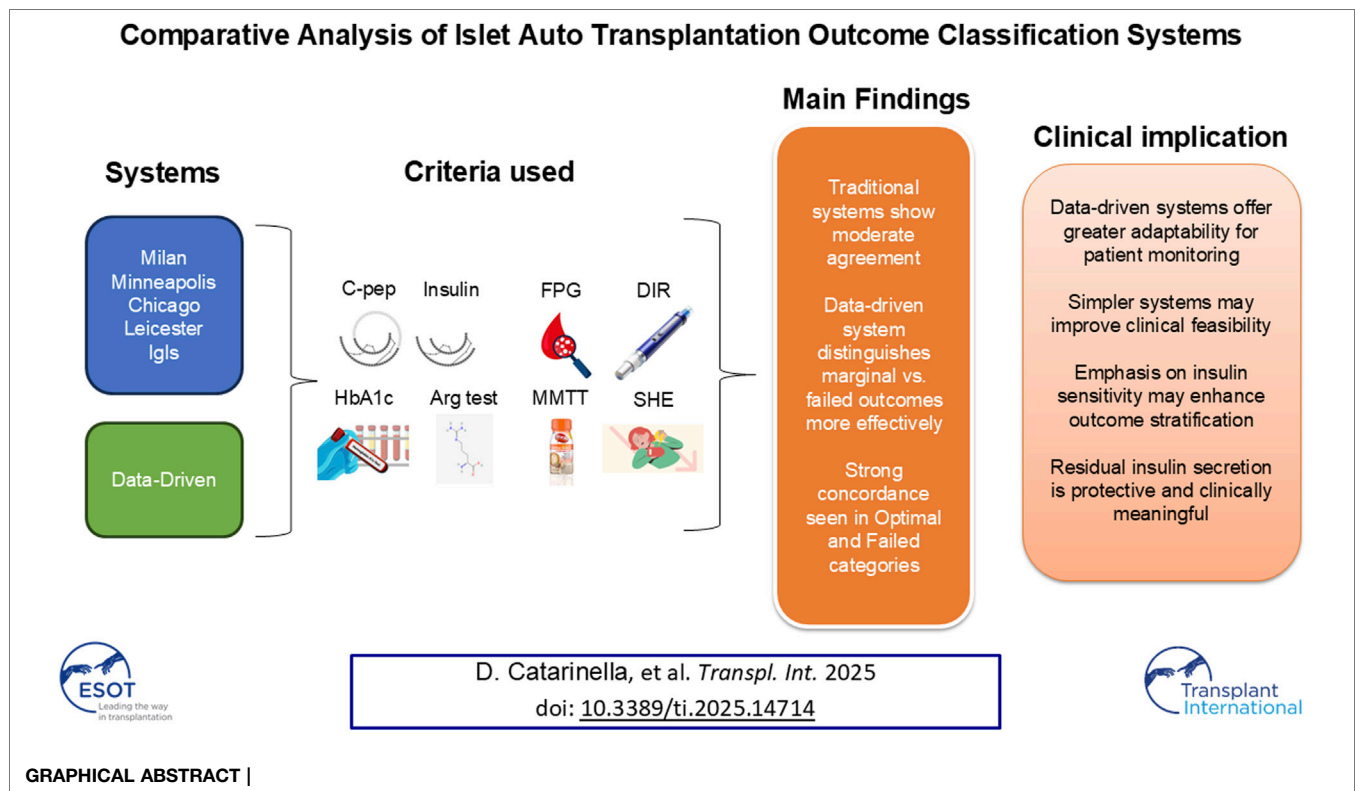 Comparative Analysis of Islet Auto Transplantation Outcome Classification Systems
Systems
Milan
Minneapolis
Chicago
Leicester
Igls
Data-Driven
Criteria used
C-pep
Insulin
FPG
DIR
HbA1c
Arg test
MMTT
SHE
Main Findings
Traditional
systems show
moderate
agreement
Data-driven
system
distinguishes
marginal vs.
failed outcomes
more effectively
Strong
concordance
seen in Optimal
and Failed
categories
Clinical implication
Data-driven systems offer
greater adaptability for
patient monitoring
Simpler systems may
improve clinical feasibility
Emphasis on insulin
sensitivity may enhance
outcome stratification
Residual insulin secretion
is protective and clinically
meaningful
ESOT
Leading the way
in transplantation
D. Catarinella, et al. Transpl. Int. 2025
doi: 10.3389/ti.2025.14714
Transplant
International
GRAPHICAL ABSTRACT |